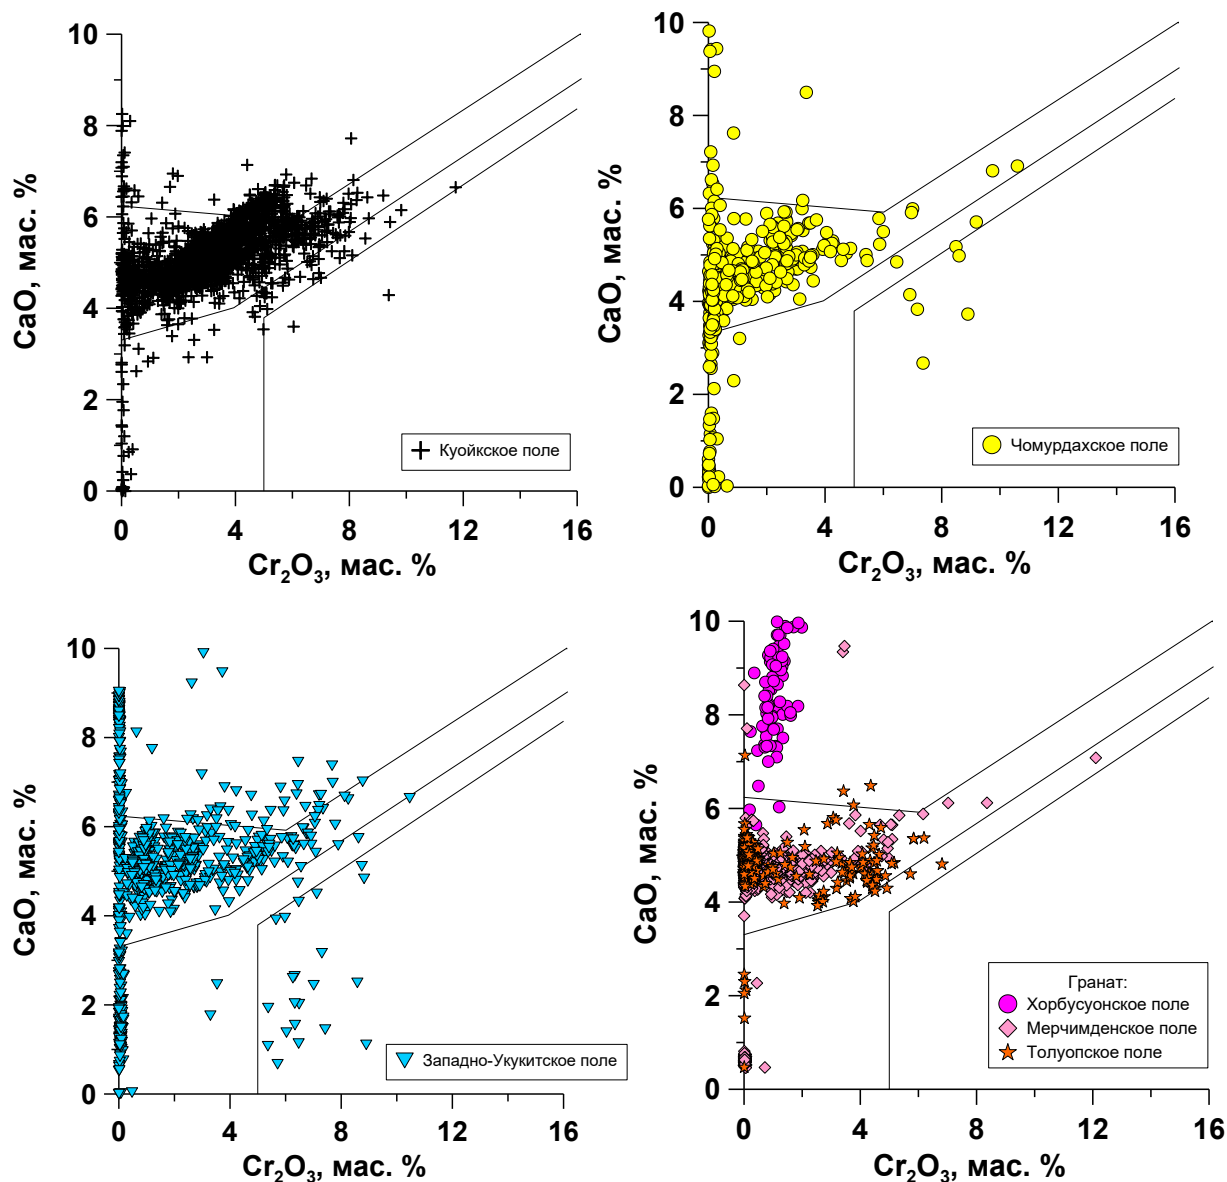 10
8
6
4
2
0
CaO, мас. %
Куойкское поле
0 4 8 12 16
Cr₂O₃, мас. %
10
8
6
4
2
0
CaO, мас. %
Чомурдахское поле
0 4 8 12 16
Cr₂O₃, мас. %
10
8
6
4
2
0
CaO, мас. %
Западно-Укукитское поле
0 4 8 12 16
Cr₂O₃, мас. %
10
8
6
4
2
0
CaO, мас. %
Гранат:
Хорбусуонское поле
Мерчимденское поле
Толуопское поле
0 4 8 12 16
Cr₂O₃, мас. %